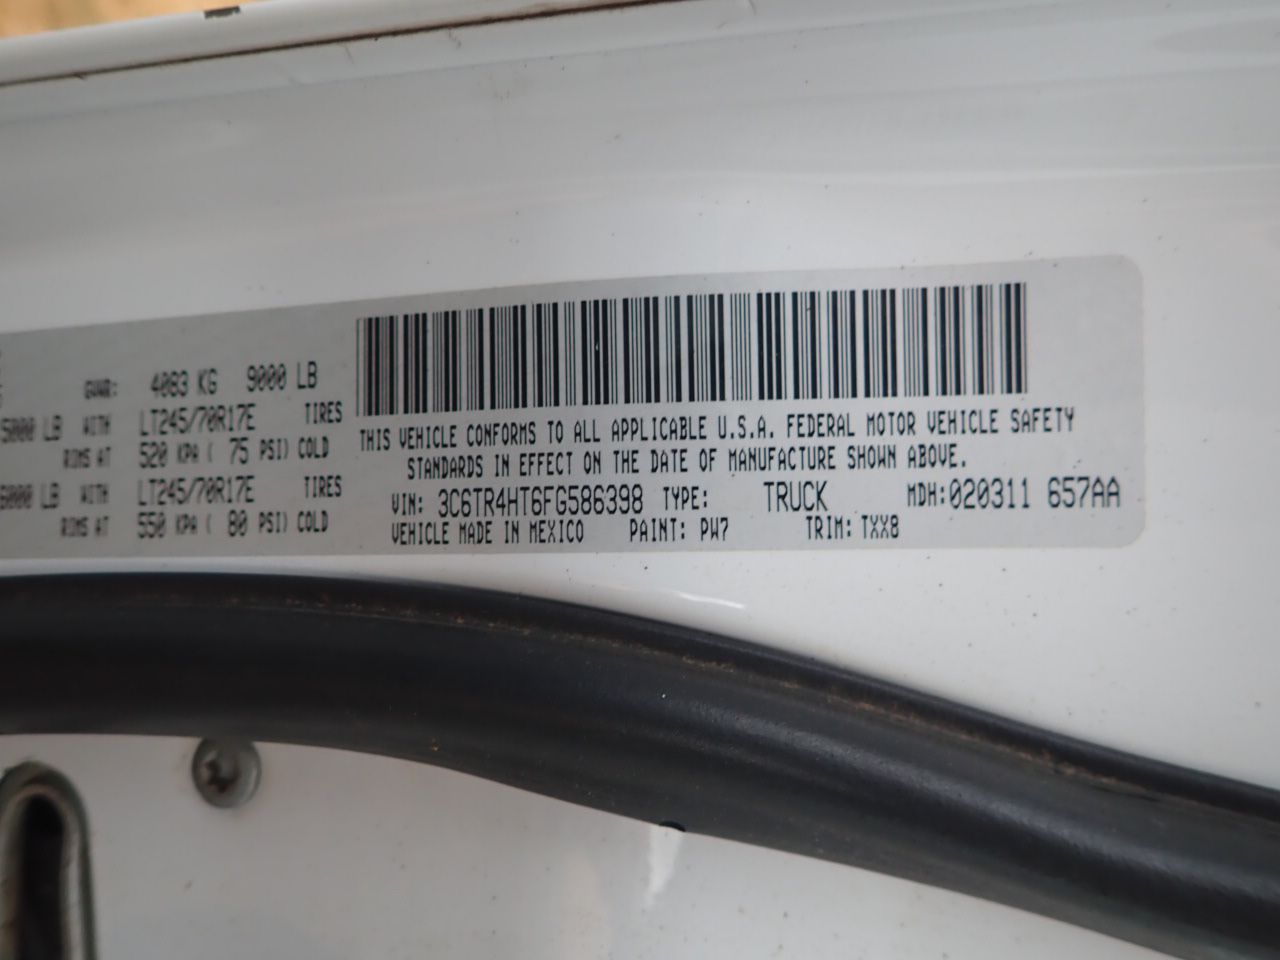 GVWR: 4083 KG 9000 LB
5000 LB WITH LT245/70R17E TIRES
RIMS AT 520 KPA ( 75 PSI) COLD
6000 LB WITH LT245/70R17E TIRES
RIMS AT 550 KPA ( 80 PSI) COLD
THIS VEHICLE CONFORMS TO ALL APPLICABLE U.S.A. FEDERAL MOTOR VEHICLE SAFETY
STANDARDS IN EFFECT ON THE DATE OF MANUFACTURE SHOWN ABOVE.
VIN: 3C6TR4HT6FG586398 TYPE: TRUCK MDH: 020311 657AA
VEHICLE MADE IN MEXICO PAINT: PW7 TRIM: TXX8